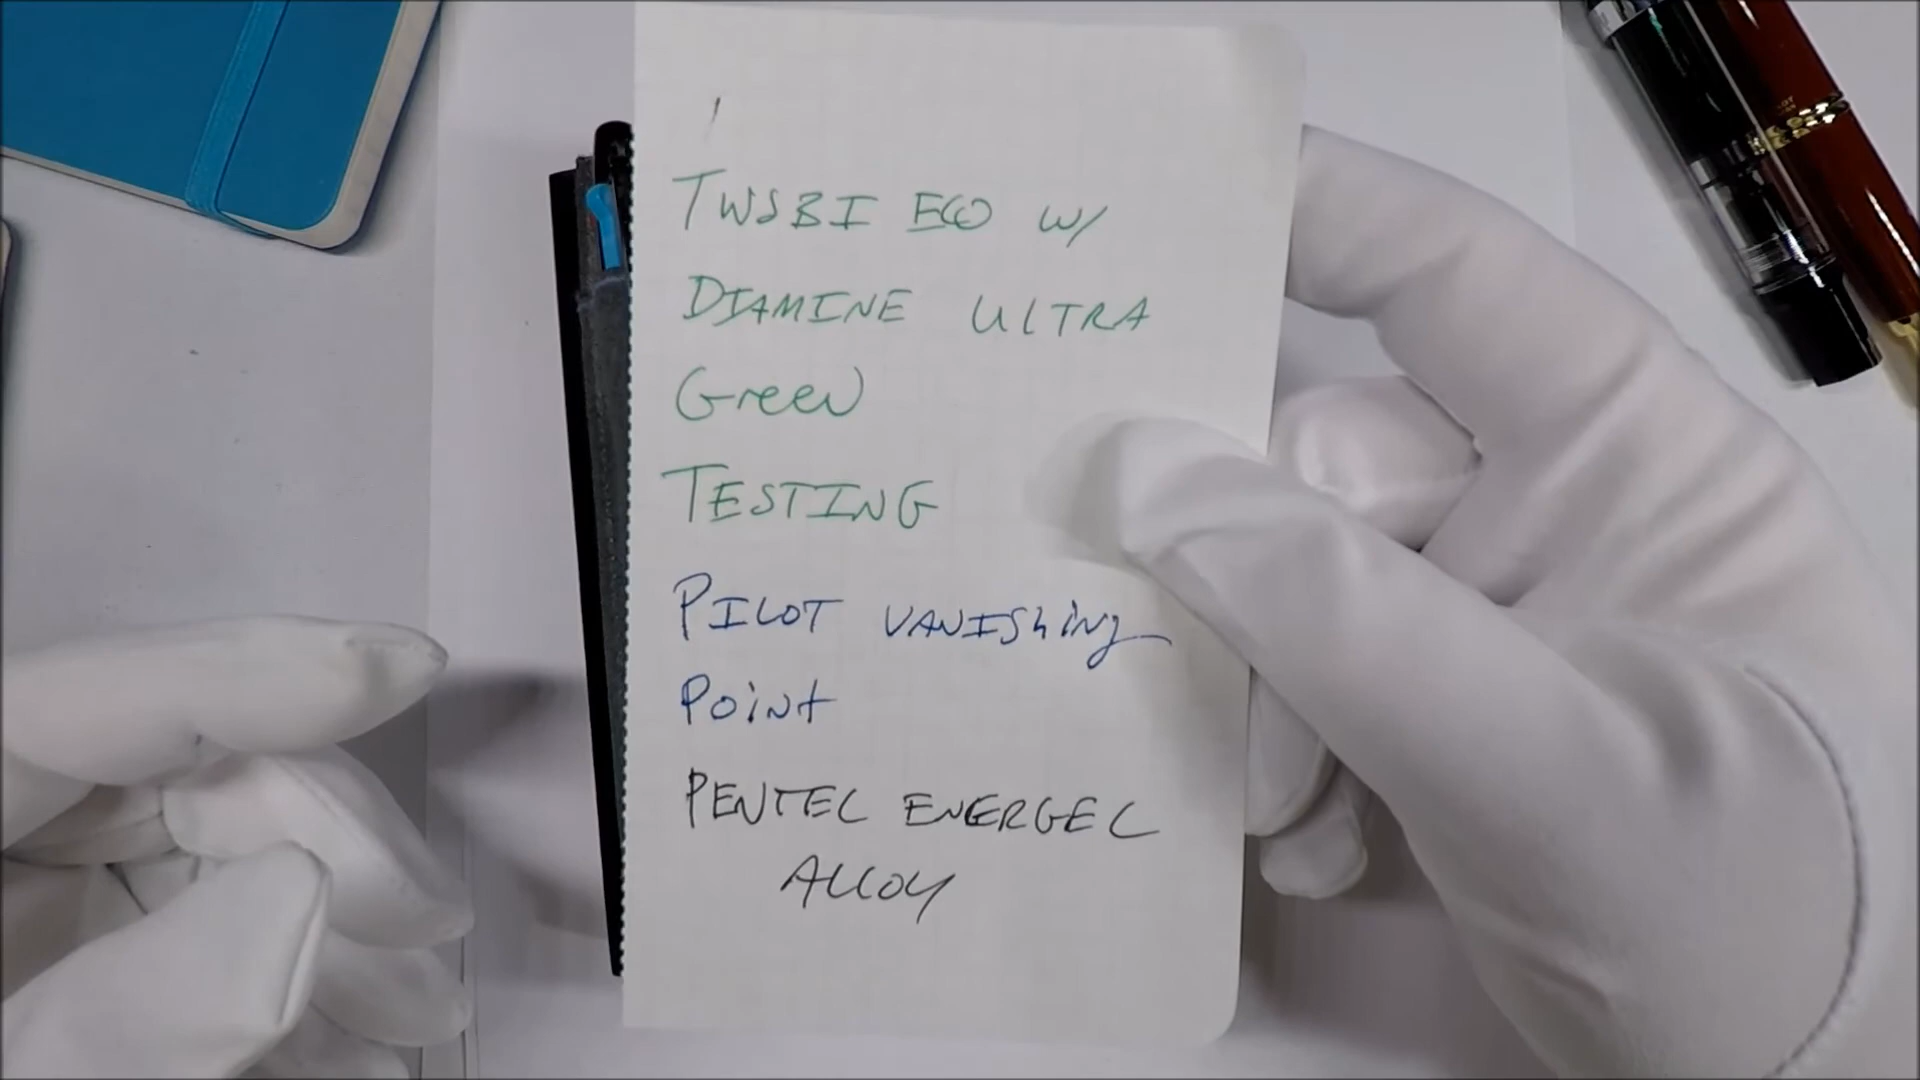 TWSBI ECO W/
DIAMINE ULTRA
Green
TESTING
PILOT VANIShing
Point
PENTEL ENERGEL
ALLOY